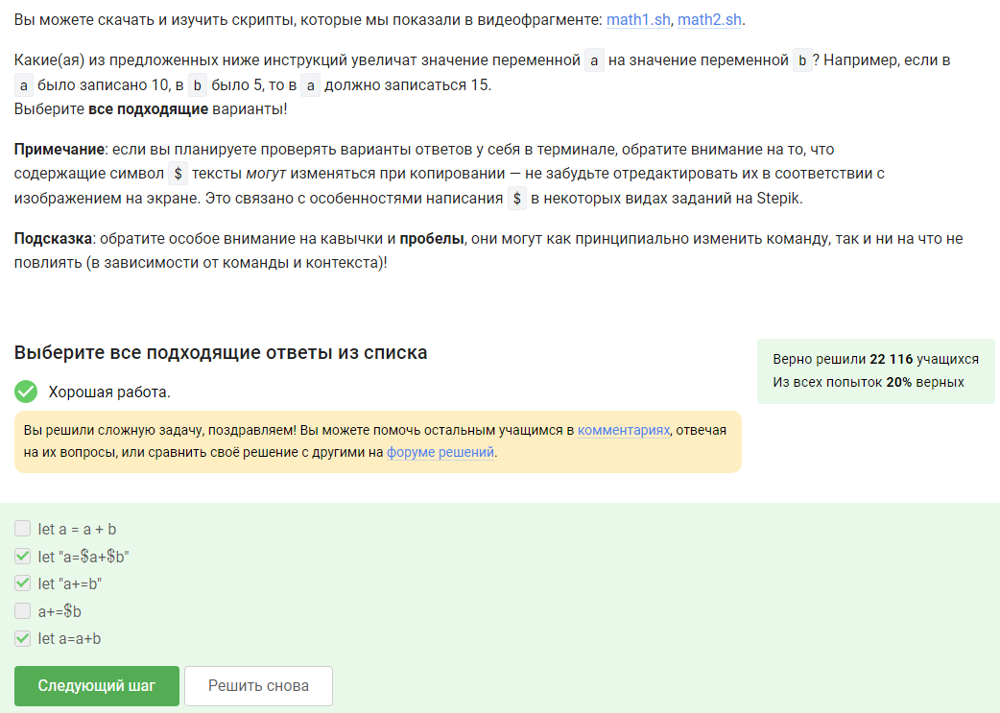 Вы можете скачать и изучить скрипты, которые мы показали в видеофрагменте: math1.sh, math2.sh.
Какие(ая) из предложенных ниже инструкций увеличат значение переменной a на значение переменной b? Например, если в
a было записано 10, в b было 5, то в a должно записаться 15.
Выберите все подходящие варианты!
Примечание: если вы планируете проверять варианты ответов у себя в терминале, обратите внимание на то, что
содержащие символ $ тексты могут изменяться при копировании — не забудьте отредактировать их в соответствии с
изображением на экране. Это связано с особенностями написания $ в некоторых видах заданий на Stepik.
Подсказка: обратите особое внимание на кавычки и пробелы, они могут как принципиально изменить команду, так и ни на что не
повлиять (в зависимости от команды и контекста)!
Выберите все подходящие ответы из списка
Верно решили 22 116 учащихся
Из всех попыток 20% верных
Хорошая работа.
Вы решили сложную задачу, поздравляем! Вы можете помочь остальным учащимся в комментариях, отвечая
на их вопросы, или сравнить своё решение с другими на форуме решений.
let a = a + b
let "a=$a+$b"
let "a+=b"
a+=$b
let a=a+b
Следующий шаг
Решить снова